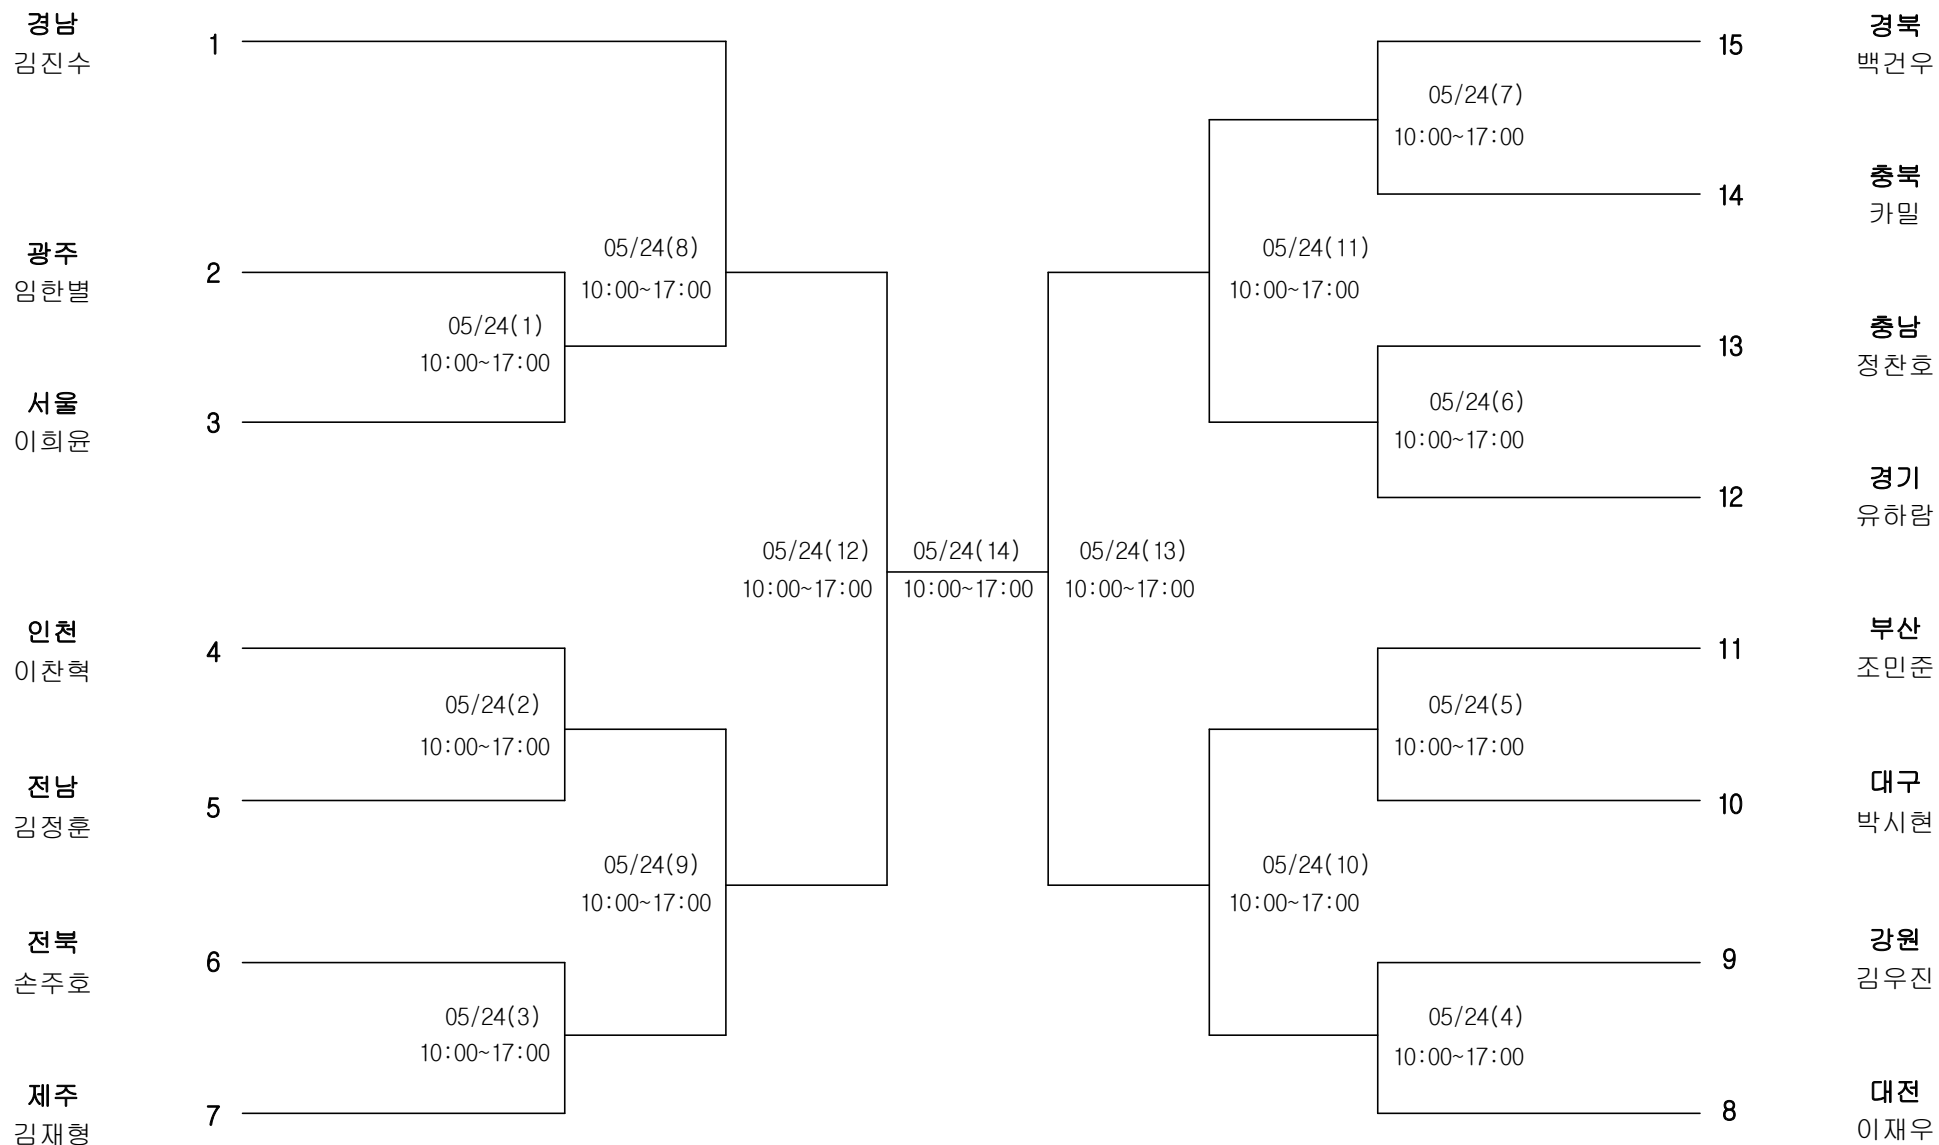 경남
김진수
1
광주
임한별
2
05/24(8)
10:00~17:00
05/24(1)
10:00~17:00
서울
이희윤
3
05/24(12)
10:00~17:00
인천
이찬혁
4
05/24(2)
10:00~17:00
전남
김정훈
5
05/24(9)
10:00~17:00
전북
손주호
6
05/24(3)
10:00~17:00
제주
김재형
7
05/24(14)
10:00~17:00
15
경북
백건우
05/24(7)
10:00~17:00
14
충북
카밀
05/24(11)
10:00~17:00
13
충남
정찬호
05/24(6)
10:00~17:00
12
경기
유하람
05/24(13)
10:00~17:00
11
부산
조민준
05/24(5)
10:00~17:00
10
대구
박시현
05/24(10)
10:00~17:00
9
강원
김우진
05/24(4)
10:00~17:00
8
대전
이재우